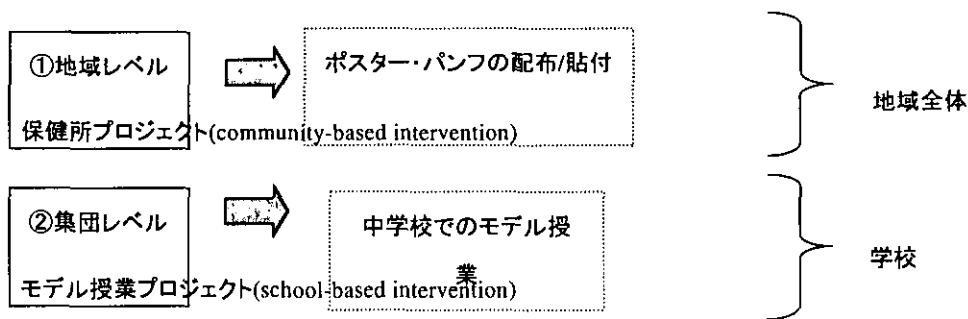 ①地域レベル
ポスター・パンフの配布/貼付
地域全体
保健所プロジェクト(community-based intervention)
②集団レベル
中学校でのモデル授
業
学校
モデル授業プロジェクト(school-based intervention)